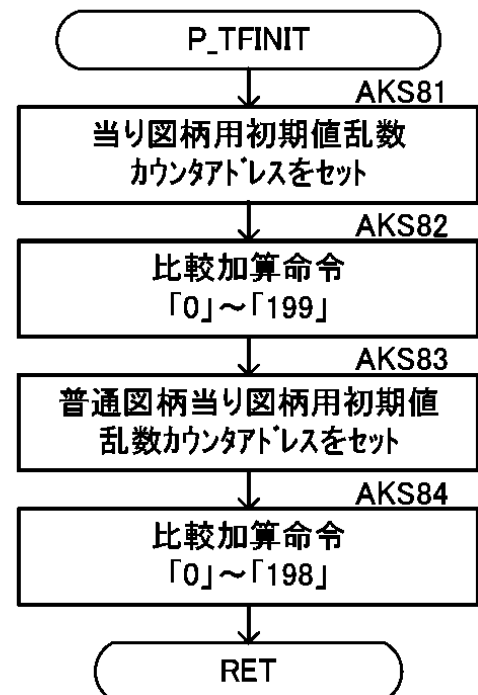 P_TFINIT
AKS81
当り図柄用初期値乱数
カウンタアドレスをセット
AKS82
比較加算命令
「0」~「199」
AKS83
普通図柄当り図柄用初期値
乱数カウンタアドレスをセット
AKS84
比較加算命令
「0」~「198」
RET